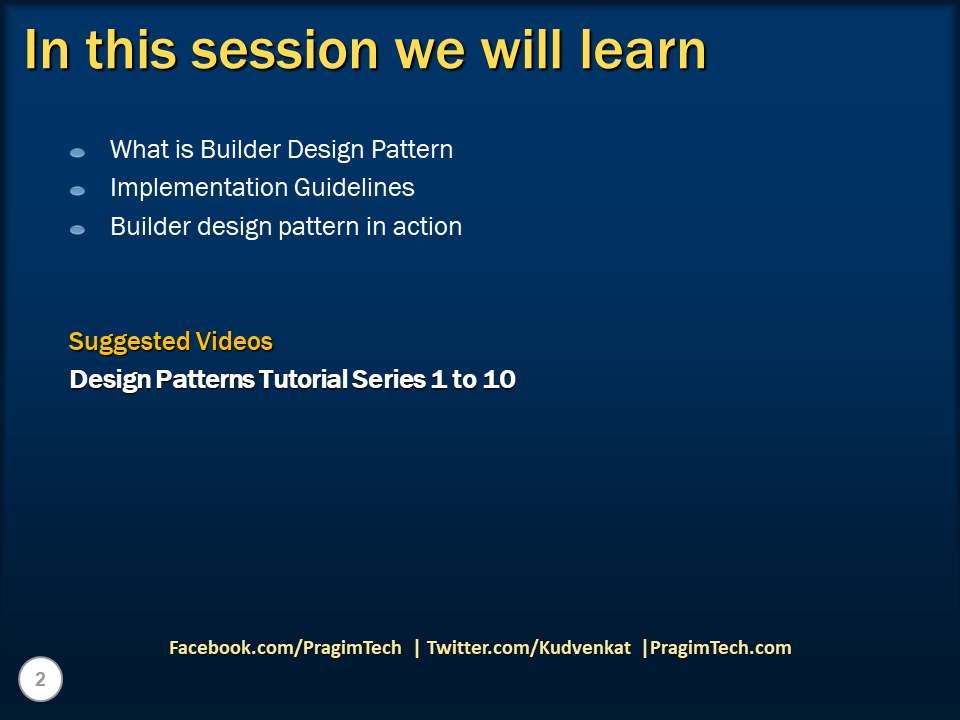 In this session we will learn
What is Builder Design Pattern
Implementation Guidelines
Builder design pattern in action
Suggested Videos
Design Patterns Tutorial Series 1 to 10
Facebook.com/PragimTech | Twitter.com/Kudvenkat |PragimTech.com
2